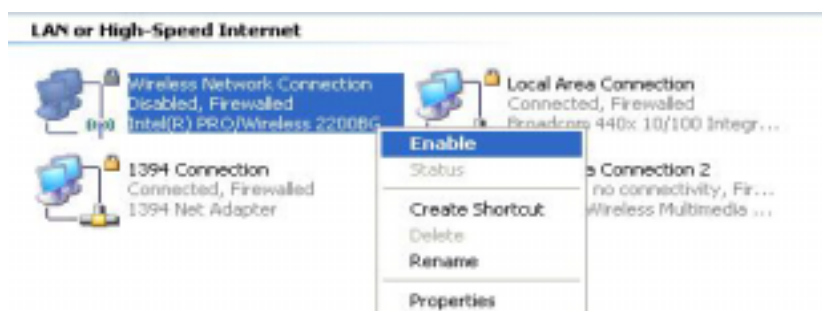 LAN or High-Speed Internet
Wireless Network Connection
Disabled, Firewalled
Intel(R) PRO/Wireless 2200BG
Local Area Connection
Connected, Firewalled
Broadcom 440x 10/100 Integr...
1394 Connection
Connected, Firewalled
1394 Net Adapter
a Connection 2
no connectivity, Fir...
Wireless Multimedia ...
Enable
Status
Create Shortcut
Delete
Rename
Properties